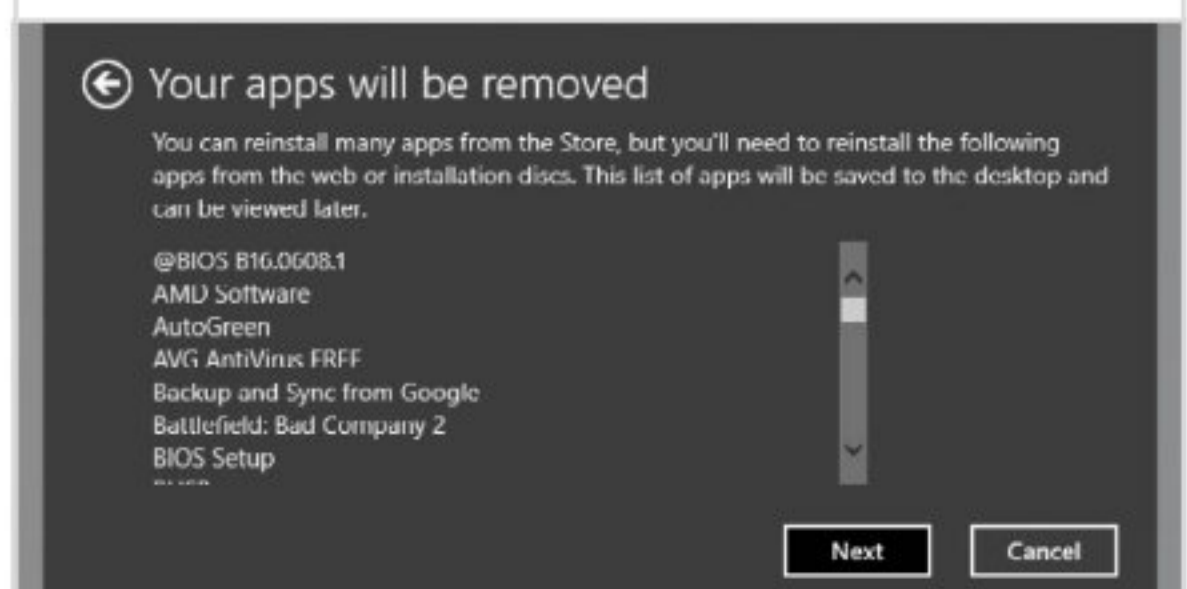 Your apps will be removed
You can reinstall many apps from the Store, but you'll need to reinstall the following
apps from the web or installation discs. This list of apps will be saved to the desktop and
can be viewed later.
@BIOS B16.0608.1
AMD Software
AutoGreen
AVG AntiVirus FREE
Backup and Sync from Google
Battlefield: Bad Company 2
BIOS Setup
Next
Cancel